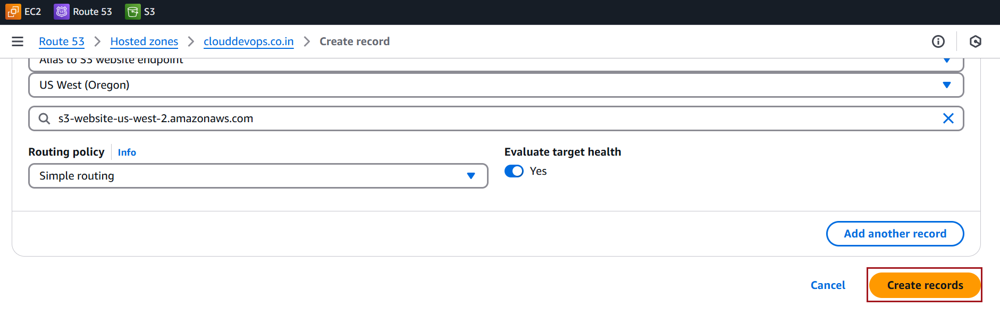 EC2 Route 53 S3
Route 53 Hosted zones clouddevops.co.in Create record
Alias to S3 website endpoint
US West (Oregon)
s3-website-us-west-2.amazonaws.com
Routing policy Info Evaluate target health
Yes
Simple routing
Add another record
Cancel Create records